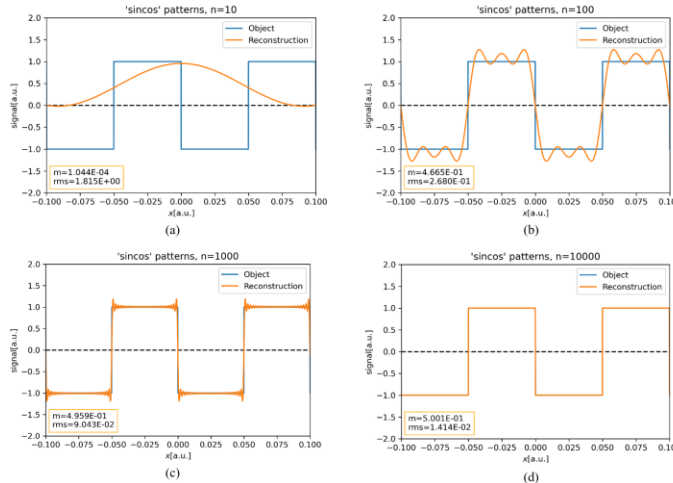 'sincos' patterns, n=10
2.0
1.5
1.0
0.5
0.0
−0.5
−1.0
−1.5
−2.0
signal[a.u.]
Object
Reconstruction
m=1.044E-04
rms=1.815E+00
−0.100 −0.075 −0.050 −0.025 0.000 0.025 0.050 0.075 0.100
x[a.u.]
(a)
'sincos' patterns, n=100
2.0
1.5
1.0
0.5
0.0
−0.5
−1.0
−1.5
−2.0
signal[a.u.]
Object
Reconstruction
m=4.665E-01
rms=2.680E-01
−0.100 −0.075 −0.050 −0.025 0.000 0.025 0.050 0.075 0.100
x[a.u.]
(b)
'sincos' patterns, n=1000
2.0
1.5
1.0
0.5
0.0
−0.5
−1.0
−1.5
−2.0
signal[a.u.]
Object
Reconstruction
m=4.959E-01
rms=9.043E-02
−0.100 −0.075 −0.050 −0.025 0.000 0.025 0.050 0.075 0.100
x[a.u.]
(c)
'sincos' patterns, n=10000
2.0
1.5
1.0
0.5
0.0
−0.5
−1.0
−1.5
−2.0
signal[a.u.]
Object
Reconstruction
m=5.001E-01
rms=1.414E-02
−0.100 −0.075 −0.050 −0.025 0.000 0.025 0.050 0.075 0.100
x[a.u.]
(d)